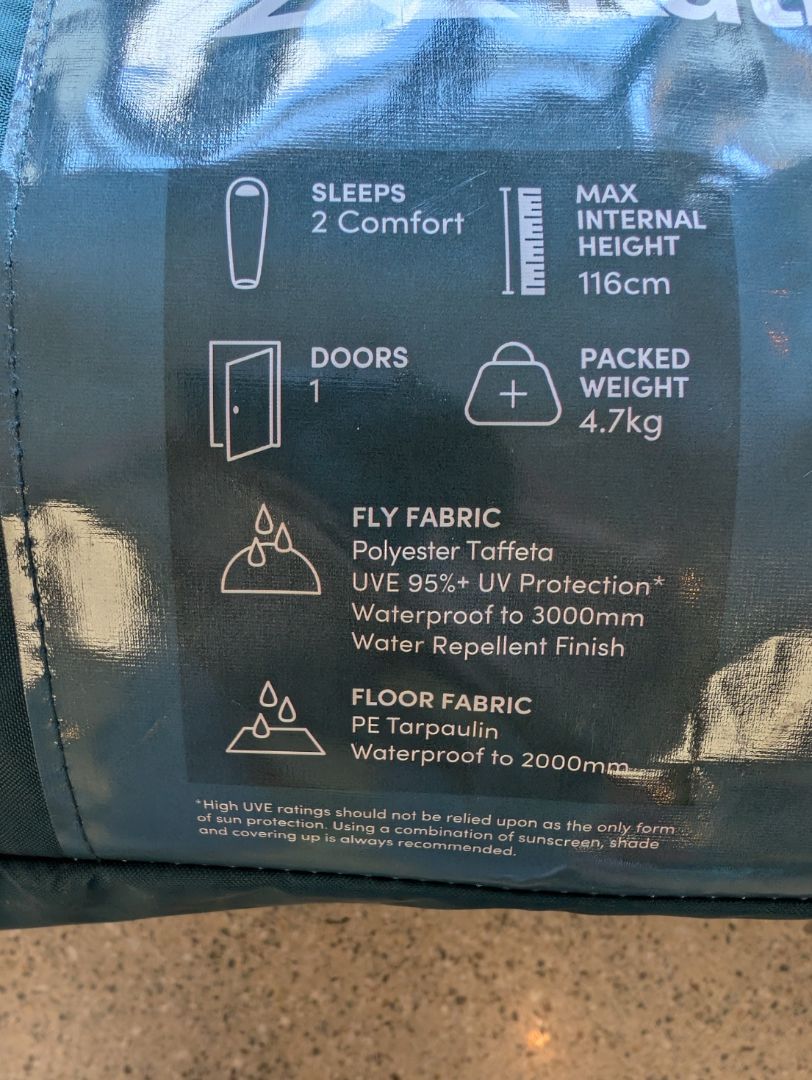 SLEEPS
2 Comfort
MAX
INTERNAL
HEIGHT
116cm
DOORS
1
PACKED
WEIGHT
4.7kg
FLY FABRIC
Polyester Taffeta
UVE 95%+ UV Protection*
Waterproof to 3000mm
Water Repellent Finish
FLOOR FABRIC
PE Tarpaulin
Waterproof to 2000mm
*High UVE ratings should not be relied upon as the only form
of sun protection. Using a combination of sunscreen, shade
and covering up is always recommended.